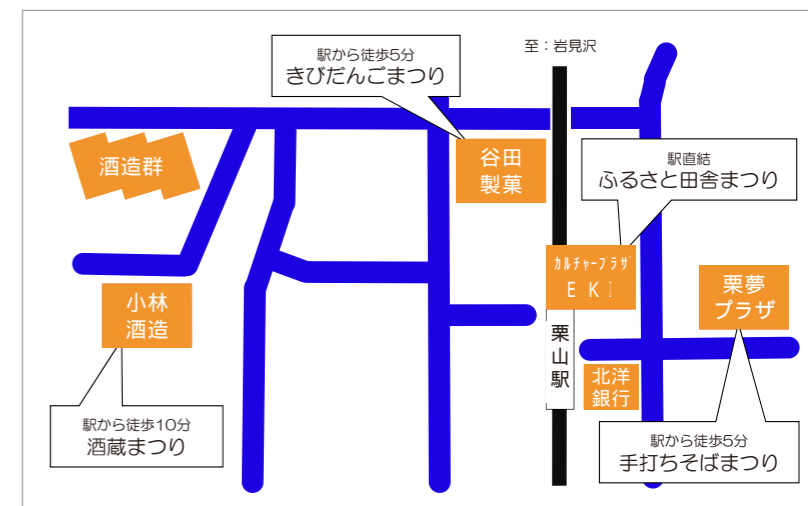 至：岩見沢
駅から徒歩5分
きびだんごまつり
酒造群
谷田
製菓
駅直結
ふるさと田舎まつり
カルチャープラザ
EKI
栗夢
プラザ
小林
酒造
栗山駅
北洋
銀行
駅から徒歩10分
酒蔵まつり
駅から徒歩5分
手打ちそばまつり